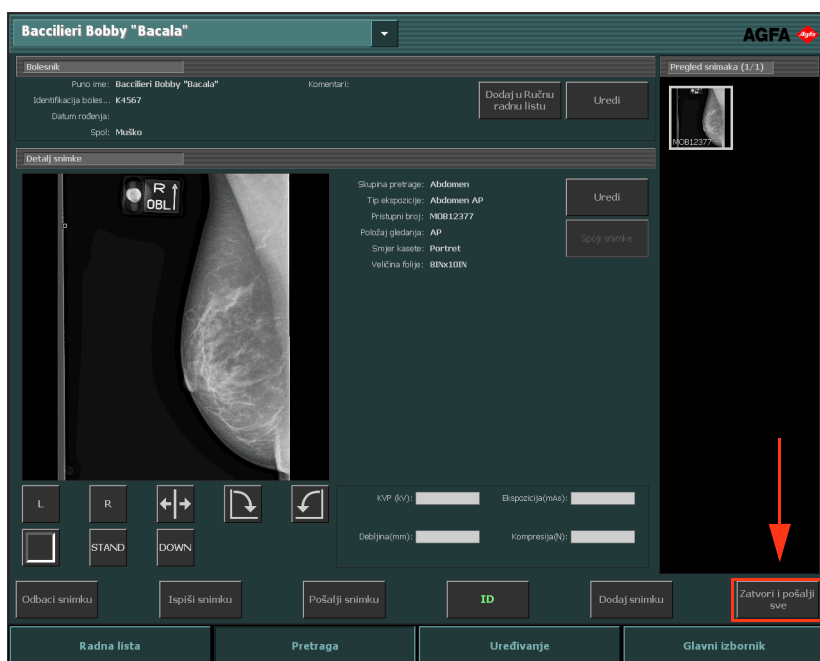 Baccilieri Bobby "Bacala"
AGFA
Bolesnik
Puno ime: Baccilieri Bobby "Bacala"
Komentari:
Identifikacija boles... K4567
Datum rođenja:
Spol: Muško
Dodaj u Ručnu
radnu listu
Uredi
Pregled snimaka (1/1)
MOB12377
Detalj snimke
R
OBL
Skupina pretrage: Abdomen
Tip ekspozicije: Abdomen AP
Pristupni broj: MOB12377
Položaj gledanja: AP
Smjer kasete: Portret
Veličina folije: 8INx10IN
Uredi
Spoji snimke
L
R
STAND
DOWN
KVP (kV):
Ekspozicija(mAs):
Debljina(mm):
Kompresija(N):
Odbaci snimku
Ispiši snimku
Pošalji snimku
ID
Dodaj snimku
Zatvori i pošalji
sve
Radna lista
Pretraga
Uređivanje
Glavni izbornik